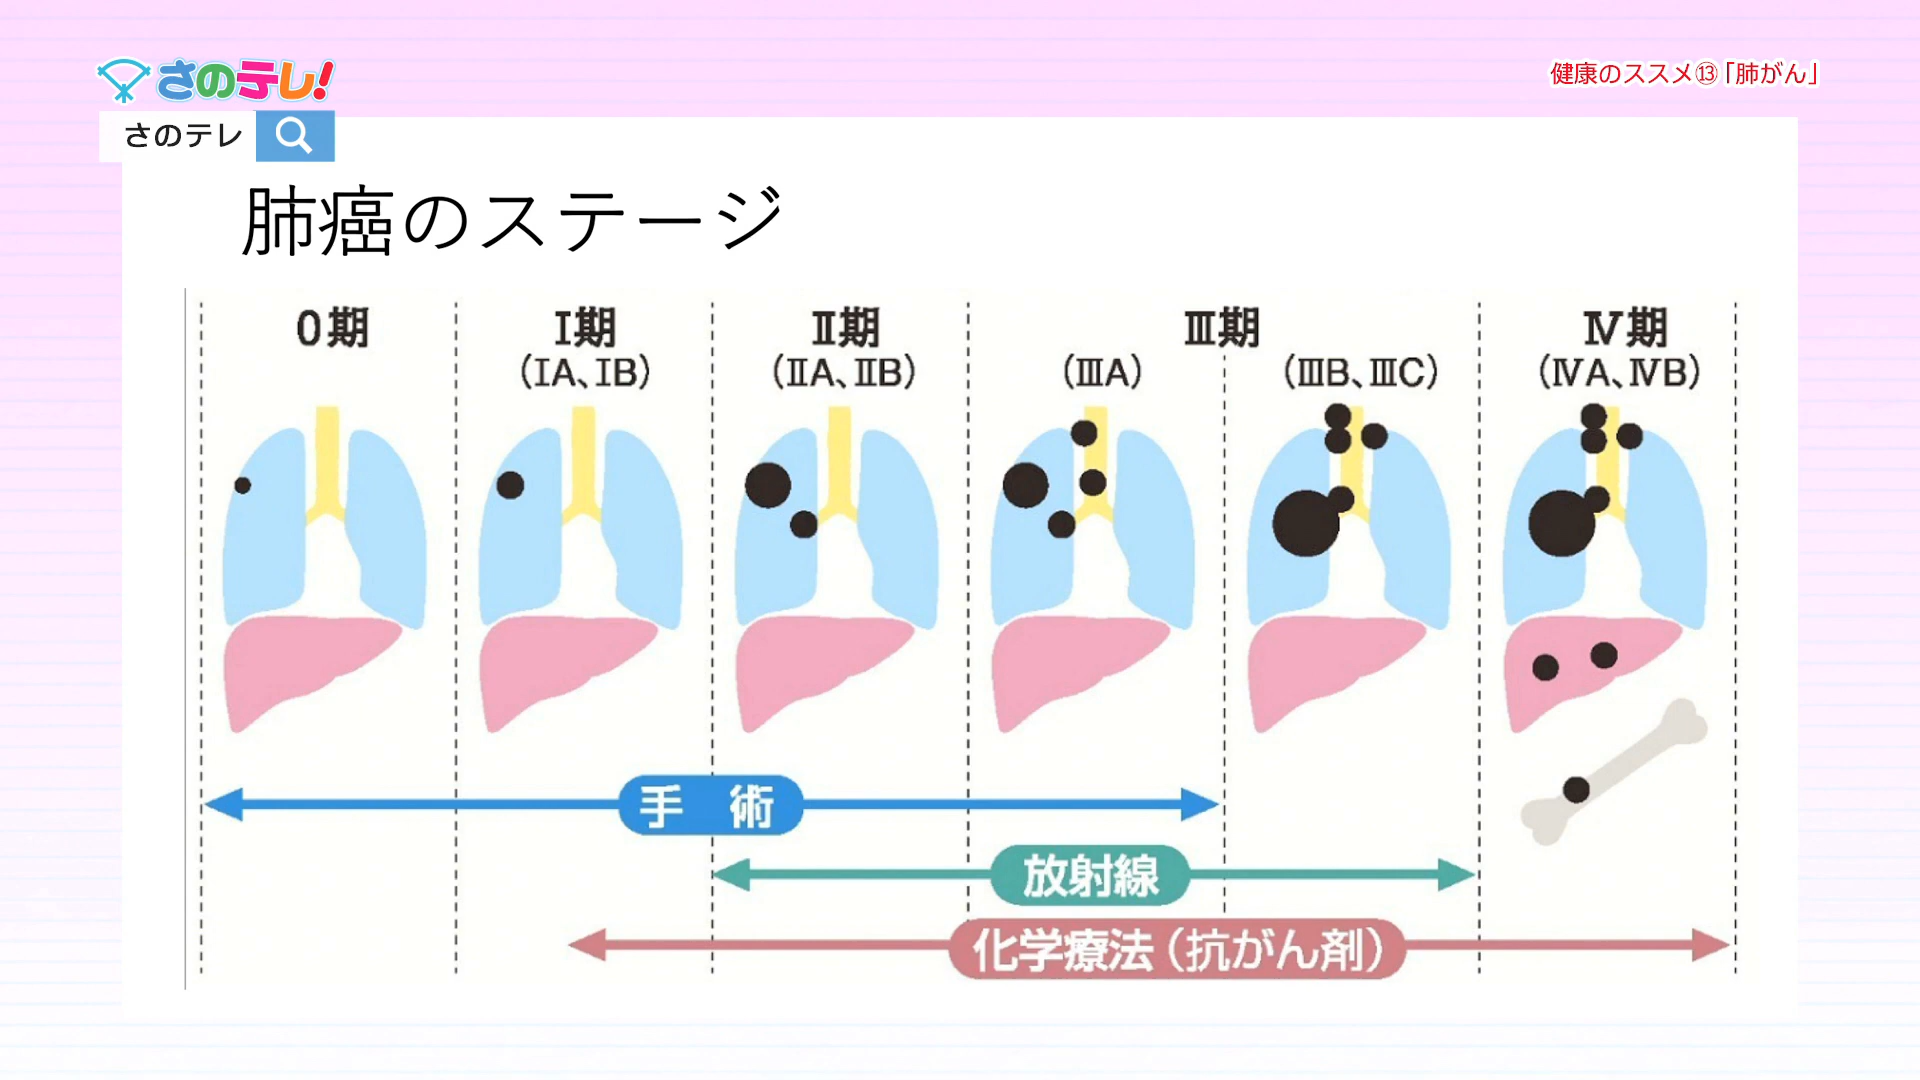 さのテレ!
健康のススメ⑬「肺がん」
さのテレ
肺癌のステージ
0期
Ⅰ期
(ⅠA、ⅠB)
Ⅱ期
(ⅡA、ⅡB)
Ⅲ期
(ⅢA)
(ⅢB、ⅢC)
Ⅳ期
(ⅣA、ⅣB)
手 術
放射線
化学療法(抗がん剤)